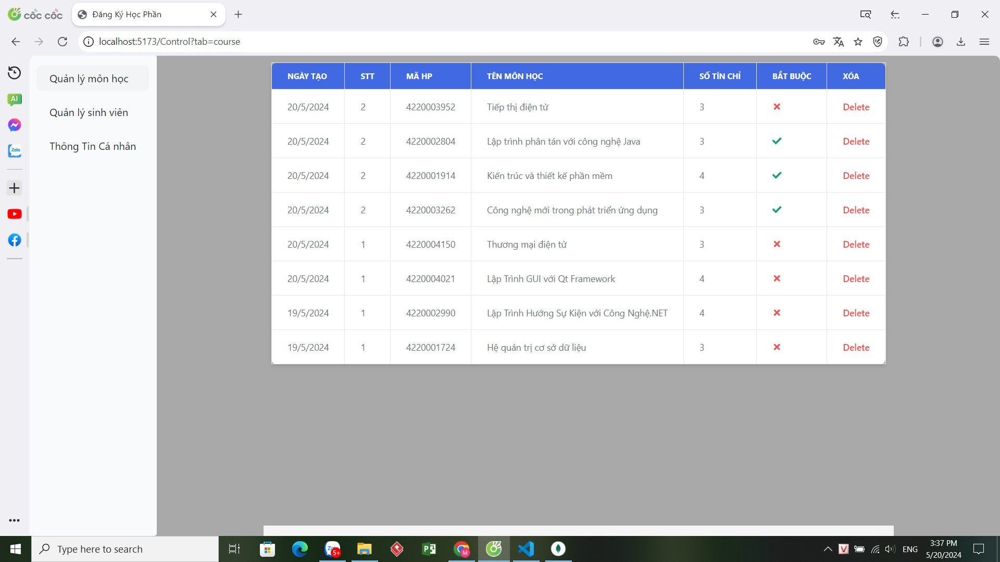 cốc cốc
Đăng Ký Học Phần
localhost:5173/Control?tab=course
AI
Zalo
Quản lý môn học
Quản lý sinh viên
Thông Tin Cá nhân
NGÀY TẠO STT MÃ HP TÊN MÔN HỌC SỐ TÍN CHỈ BẮT BUỘC XÓA
20/5/2024 2 4220003952 Tiếp thị điện tử 3 Delete
20/5/2024 2 4220002804 Lập trình phân tán với công nghệ Java 3 Delete
20/5/2024 2 4220001914 Kiến trúc và thiết kế phần mềm 4 Delete
20/5/2024 2 4220003262 Công nghệ mới trong phát triển ứng dụng 3 Delete
20/5/2024 1 4220004150 Thương mại điện tử 3 Delete
20/5/2024 1 4220004021 Lập Trình GUI với Qt Framework 4 Delete
19/5/2024 1 4220002990 Lập Trình Hướng Sự Kiện với Công Nghệ.NET 4 Delete
19/5/2024 1 4220001724 Hệ quản trị cơ sở dữ liệu 3 Delete
Type here to search
5+
M
V
ENG
3:37 PM
5/20/2024